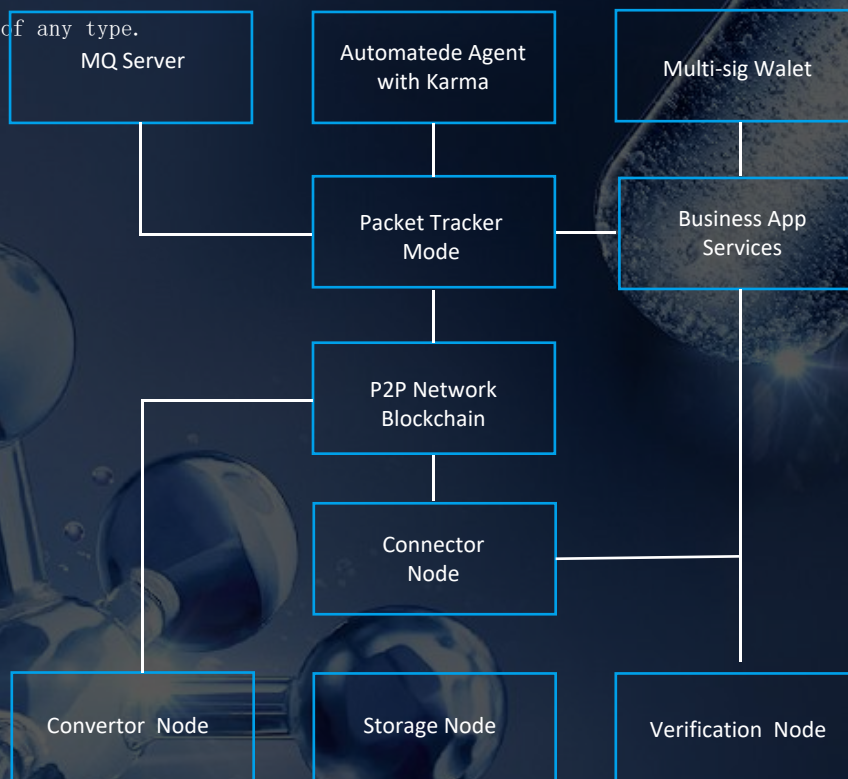 of any type.
MQ Server
Automatede Agent
with Karma
Multi-sig Walet
Packet Tracker
Mode
Business App
Services
P2P Network
Blockchain
Connector
Node
Convertor  Node
Storage Node
Verification  Node